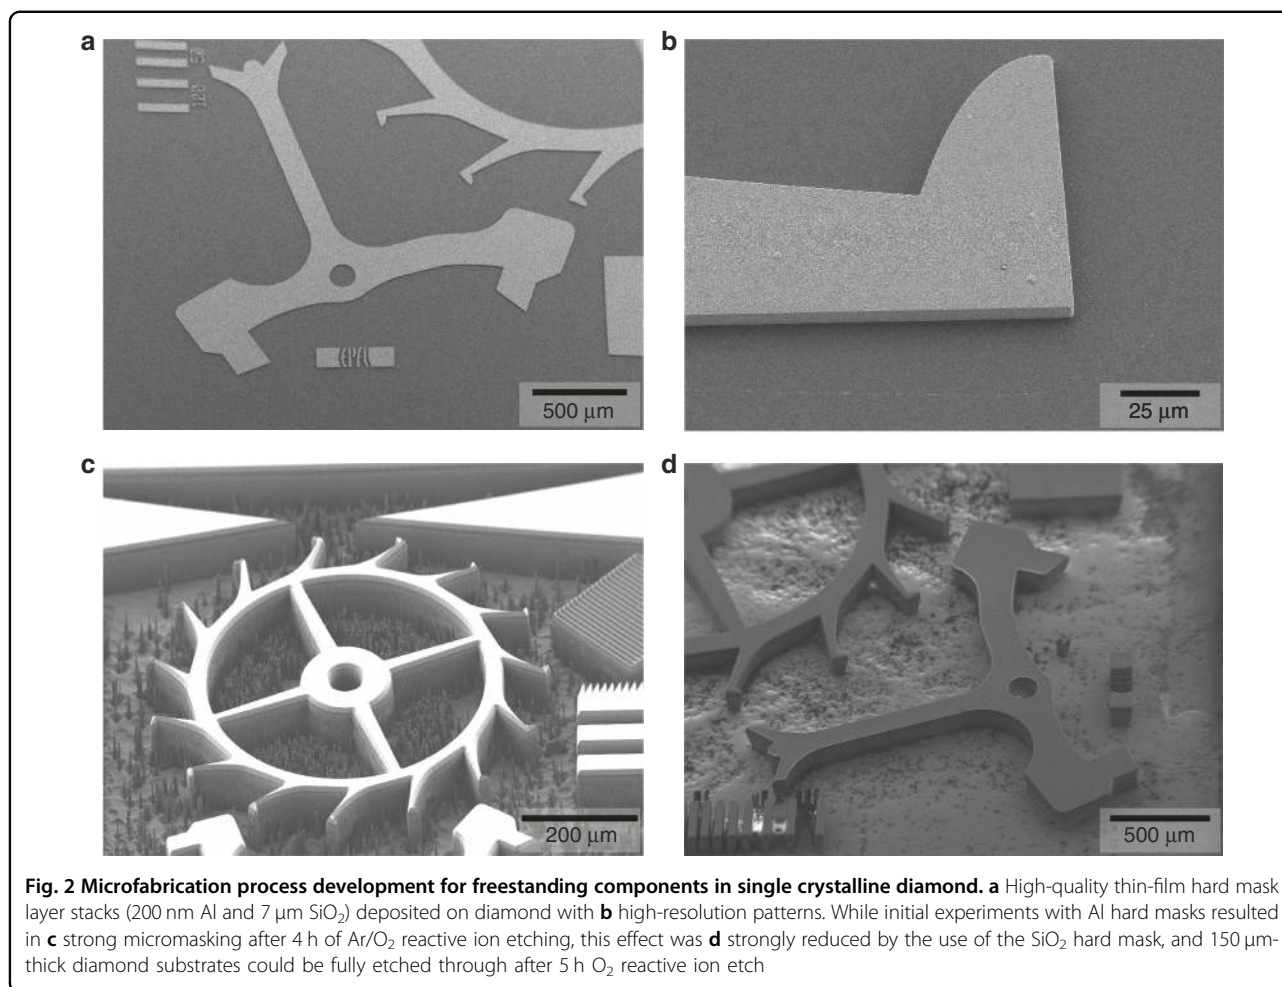 a
50
100
EPFL
500 μm
b
25 μm
c
200 μm
d
500 μm
Fig. 2 Microfabrication process development for freestanding components in single crystalline diamond. a High-quality thin-film hard mask
layer stacks (200 nm Al and 7 μm SiO₂) deposited on diamond with b high-resolution patterns. While initial experiments with Al hard masks resulted
in c strong micromasking after 4 h of Ar/O₂ reactive ion etching, this effect was d strongly reduced by the use of the SiO₂ hard mask, and 150 μm-
thick diamond substrates could be fully etched through after 5 h O₂ reactive ion etch